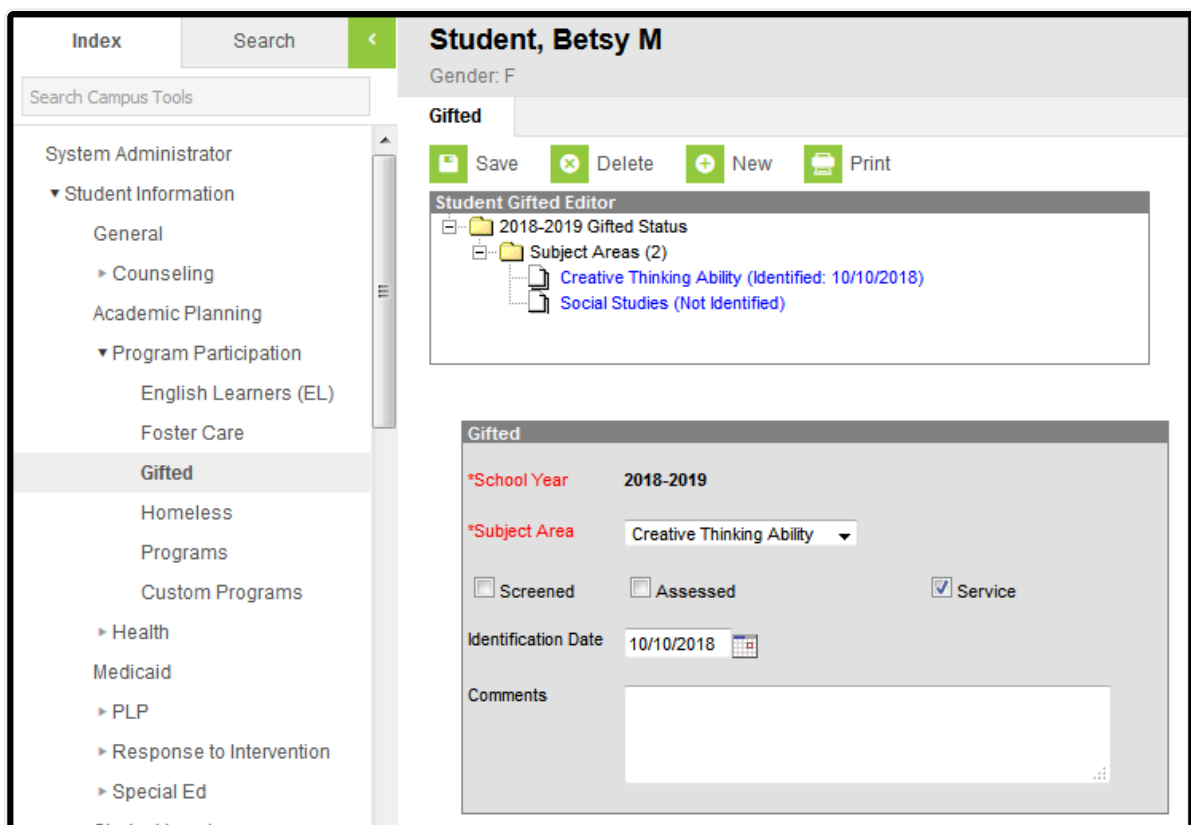 Index
Search
Search Campus Tools
System Administrator
Student Information
General
Counseling
Academic Planning
Program Participation
English Learners (EL)
Foster Care
Gifted
Homeless
Programs
Custom Programs
Health
Medicaid
PLP
Response to Intervention
Special Ed
Student, Betsy M
Gender: F
Gifted
Save Delete New Print
Student Gifted Editor
2018-2019 Gifted Status
Subject Areas (2)
Creative Thinking Ability (Identified: 10/10/2018)
Social Studies (Not Identified)
Gifted
*School Year 2018-2019
*Subject Area Creative Thinking Ability
Screened Assessed Service
Identification Date 10/10/2018
Comments